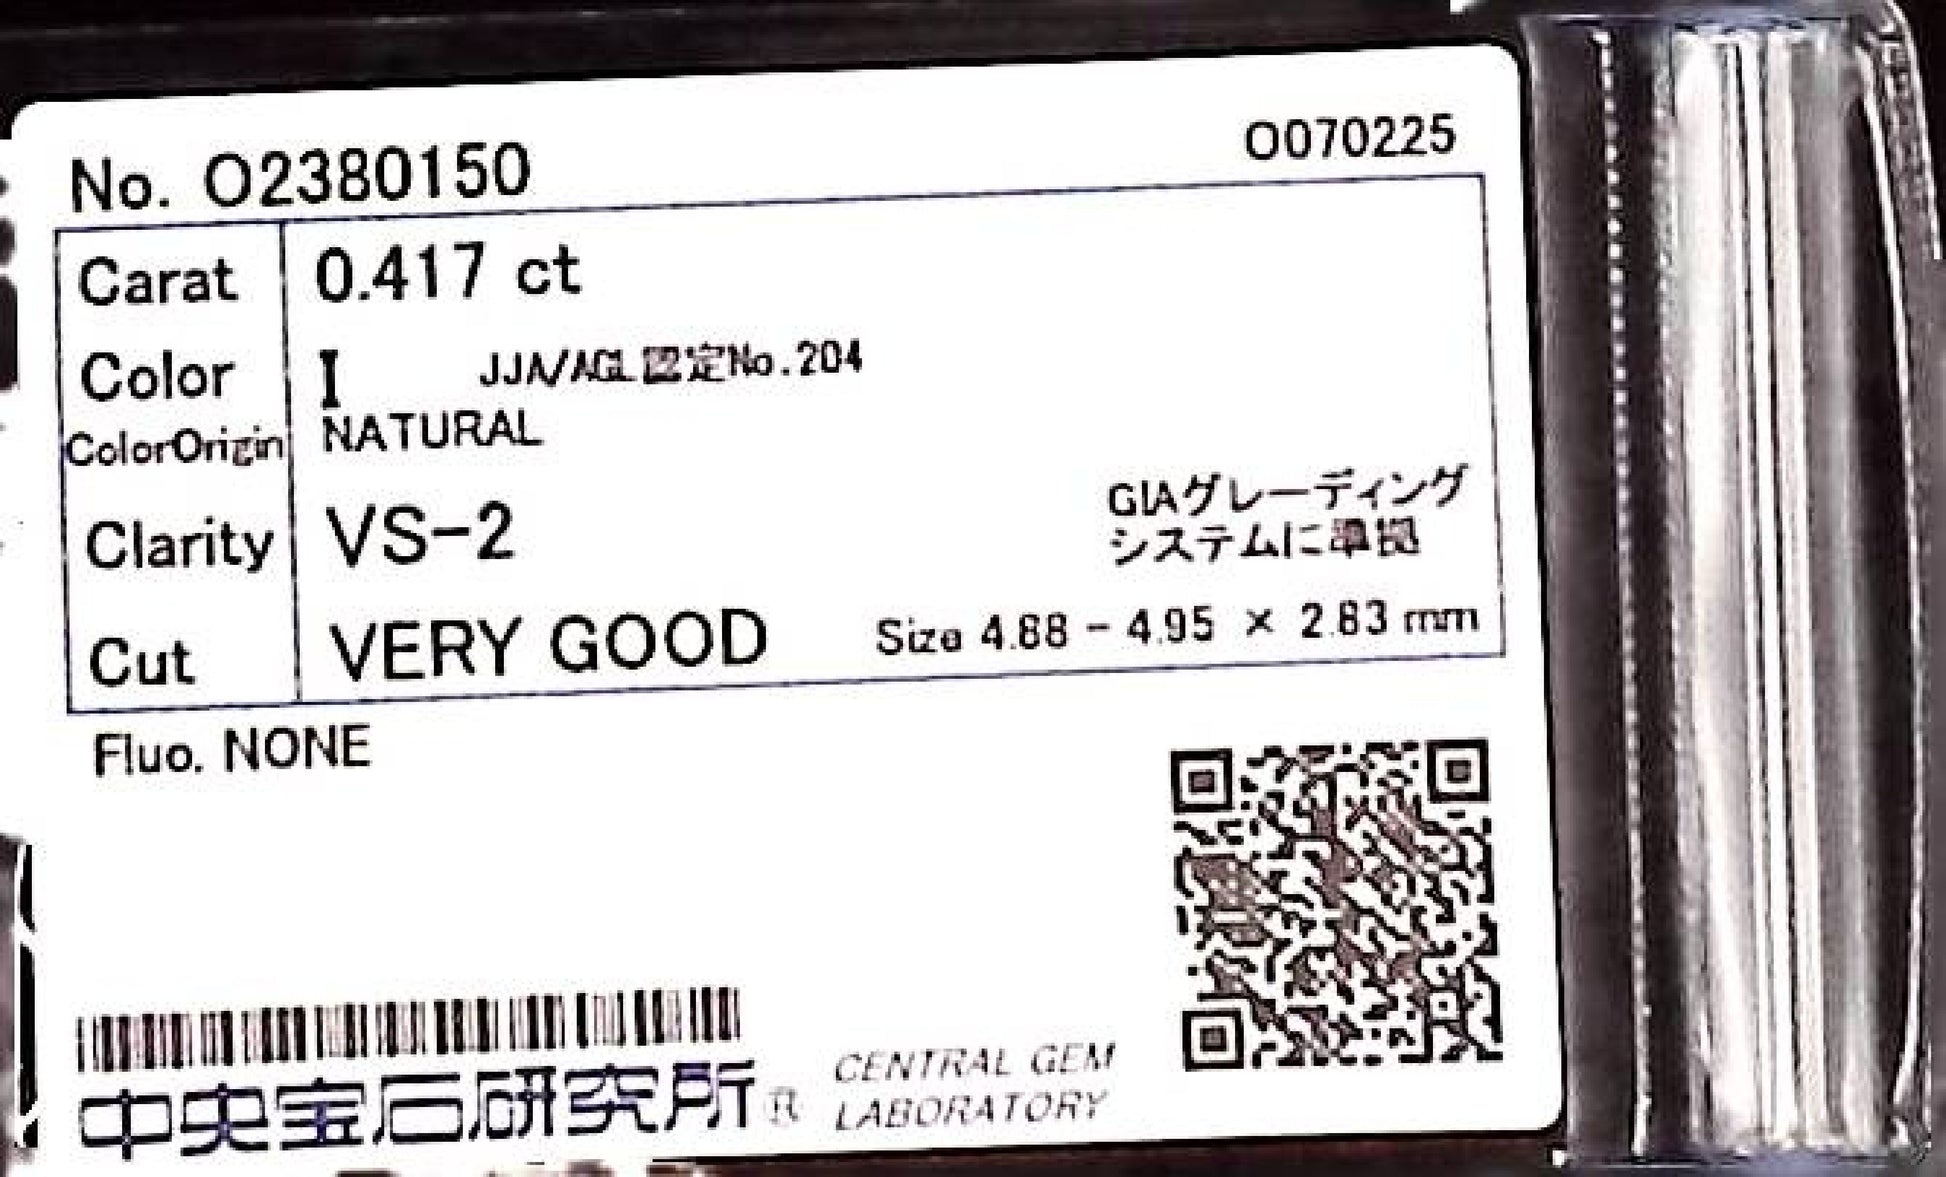 No. O2380150
O070225
Carat 0.417 ct
Color I JJA/AGL 認定No.204
ColorOrigin NATURAL
Clarity VS-2
GIAグレーディング
システムに準拠
Cut VERY GOOD Size 4.88 - 4.95 × 2.83 mm
Fluo. NONE
中央宝石研究所® CENTRAL GEM
LABORATORY